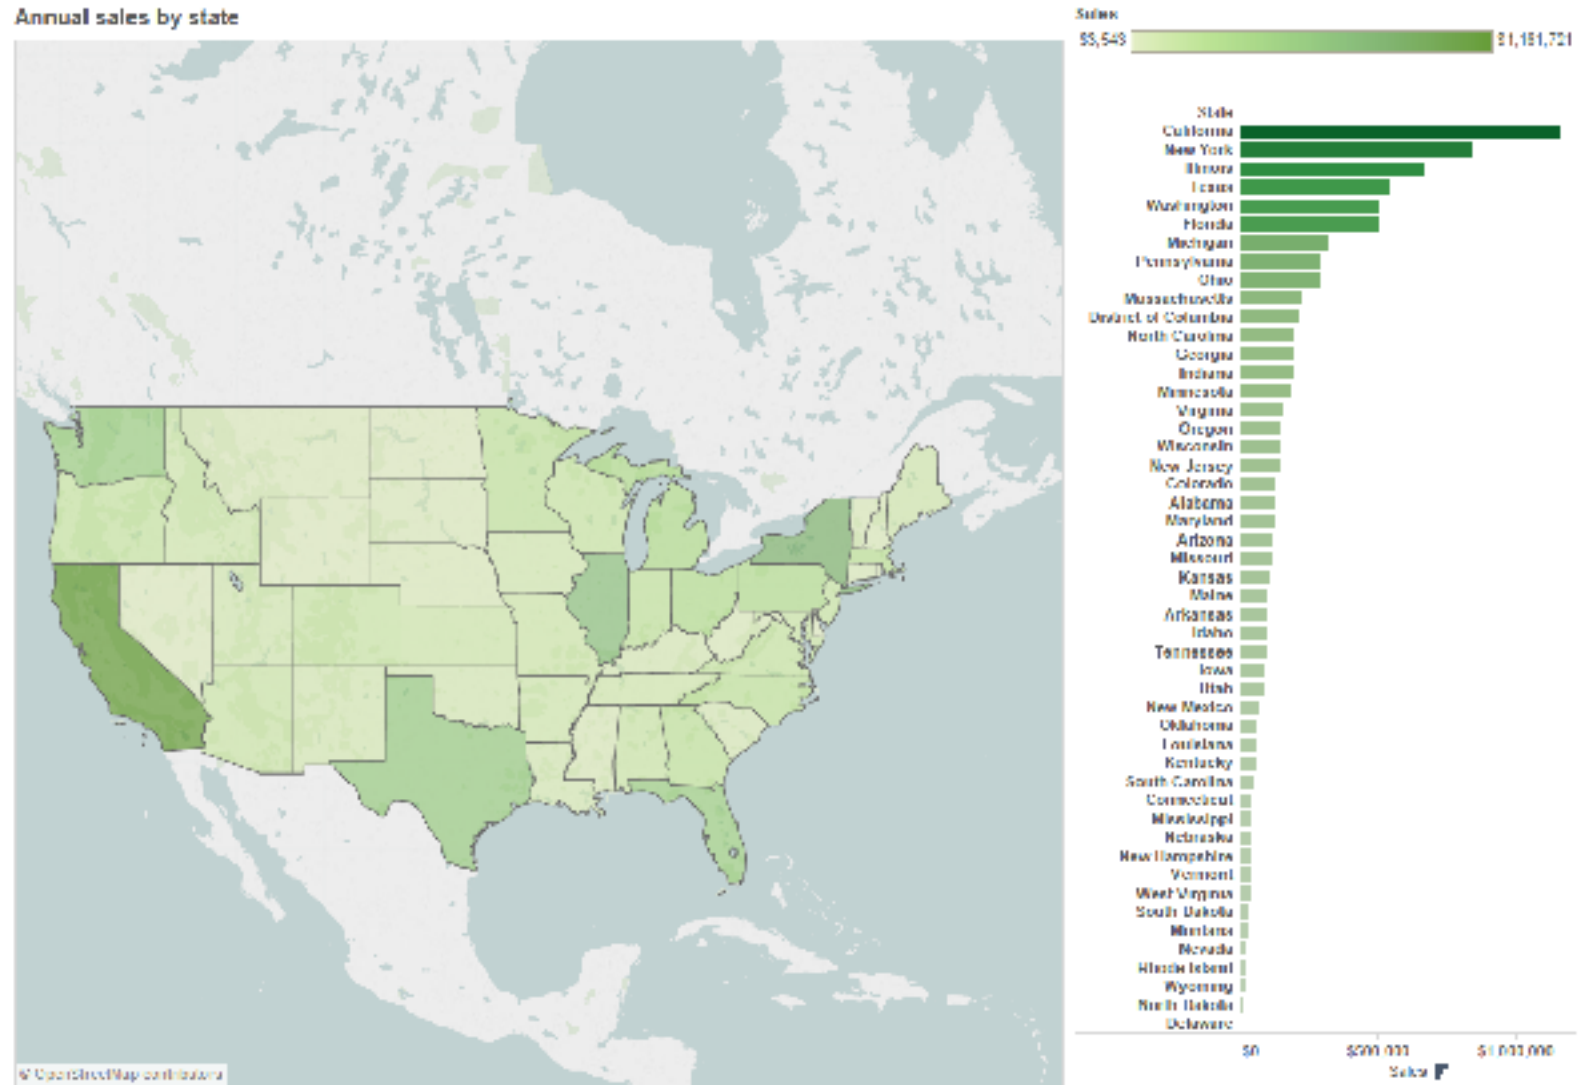 Annual sales by state
Sales
$3,543
$1,161,721
State
California
New York
Illinois
Texas
Washington
Florida
Michigan
Pennsylvania
Ohio
Massachusetts
District of Columbia
North Carolina
Georgia
Indiana
Minnesota
Virginia
Oregon
Wisconsin
New Jersey
Colorado
Alabama
Maryland
Arizona
Missouri
Kansas
Maine
Arkansas
Idaho
Tennessee
Iowa
Utah
New Mexico
Oklahoma
Louisiana
Kentucky
South Carolina
Connecticut
Mississippi
Nebraska
New Hampshire
Vermont
West Virginia
South Dakota
Montana
Nevada
Rhode Island
Wyoming
North Dakota
Delaware
$0 $500,000 $1,000,000
Sales
© OpenStreetMap contributors